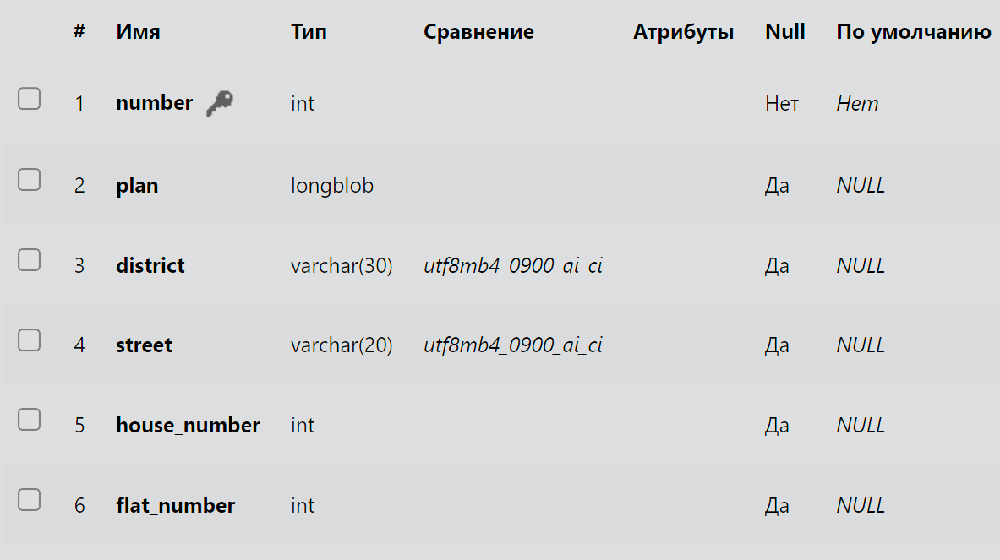 # Имя Тип Сравнение Атрибуты Null По умолчанию
1 number int Нет Нет
2 plan longblob Да NULL
3 district varchar(30) utf8mb4_0900_ai_ci Да NULL
4 street varchar(20) utf8mb4_0900_ai_ci Да NULL
5 house_number int Да NULL
6 flat_number int Да NULL